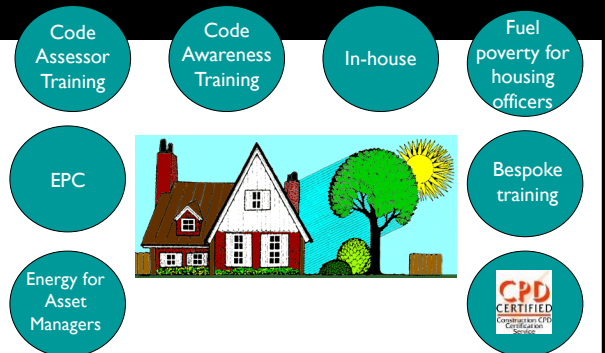 Code
Assessor
Training
Code
Awareness
Training
In-house
Fuel
poverty for
housing
officers
EPC
Bespoke
training
Energy for
Asset
Managers
CPD
CERTIFIED
Construction CPD
Certification
Service